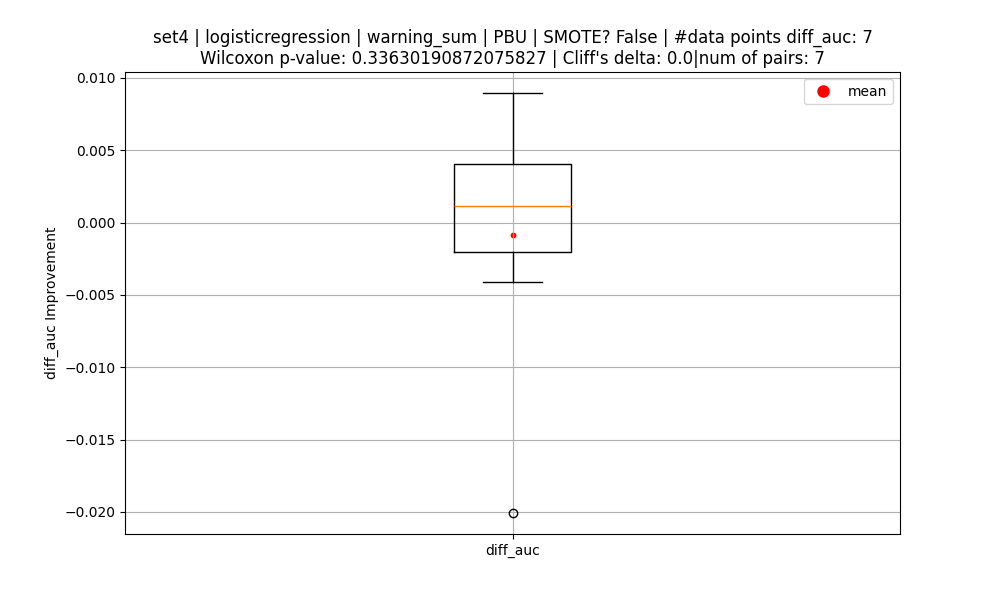 set4 | logisticregression | warning_sum | PBU | SMOTE? False | #data points diff_auc: 7
Wilcoxon p-value: 0.33630190872075827 | Cliff's delta: 0.0|num of pairs: 7
mean
0.010
0.005
0.000
−0.005
−0.010
−0.015
−0.020
diff_auc Improvement
diff_auc